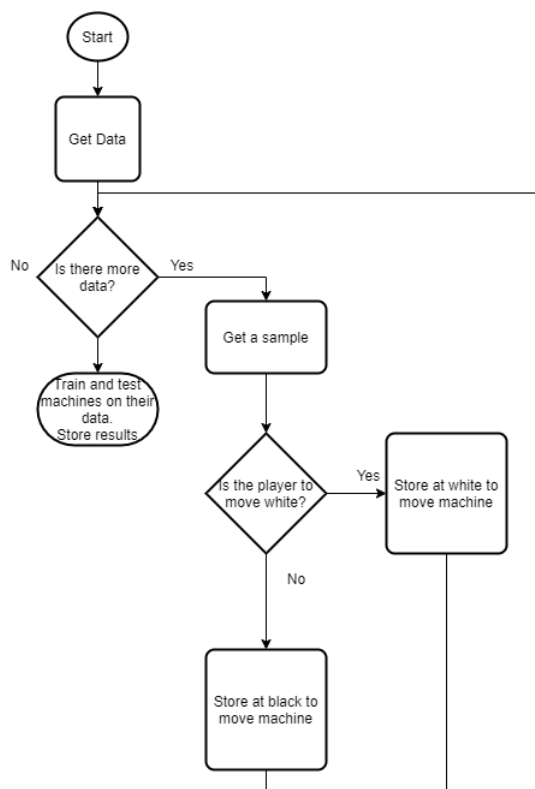 Start
Get Data
No
Is there more
data?
Yes
Get a sample
Train and test
machines on their
data.
Store results
Is the player to
move white?
Yes
Store at white to
move machine
No
Store at black to
move machine